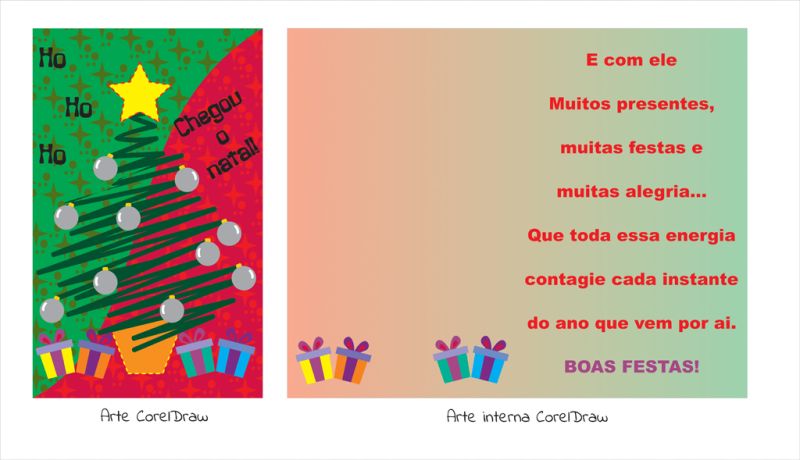 Ho
Ho
Ho
Chegou
o
natal!
E com ele
Muitos presentes,
muitas festas e
muitas alegria...
Que toda essa energia
contagie cada instante
do ano que vem por ai.
BOAS FESTAS!
Arte CorelDraw
Arte interna CorelDraw